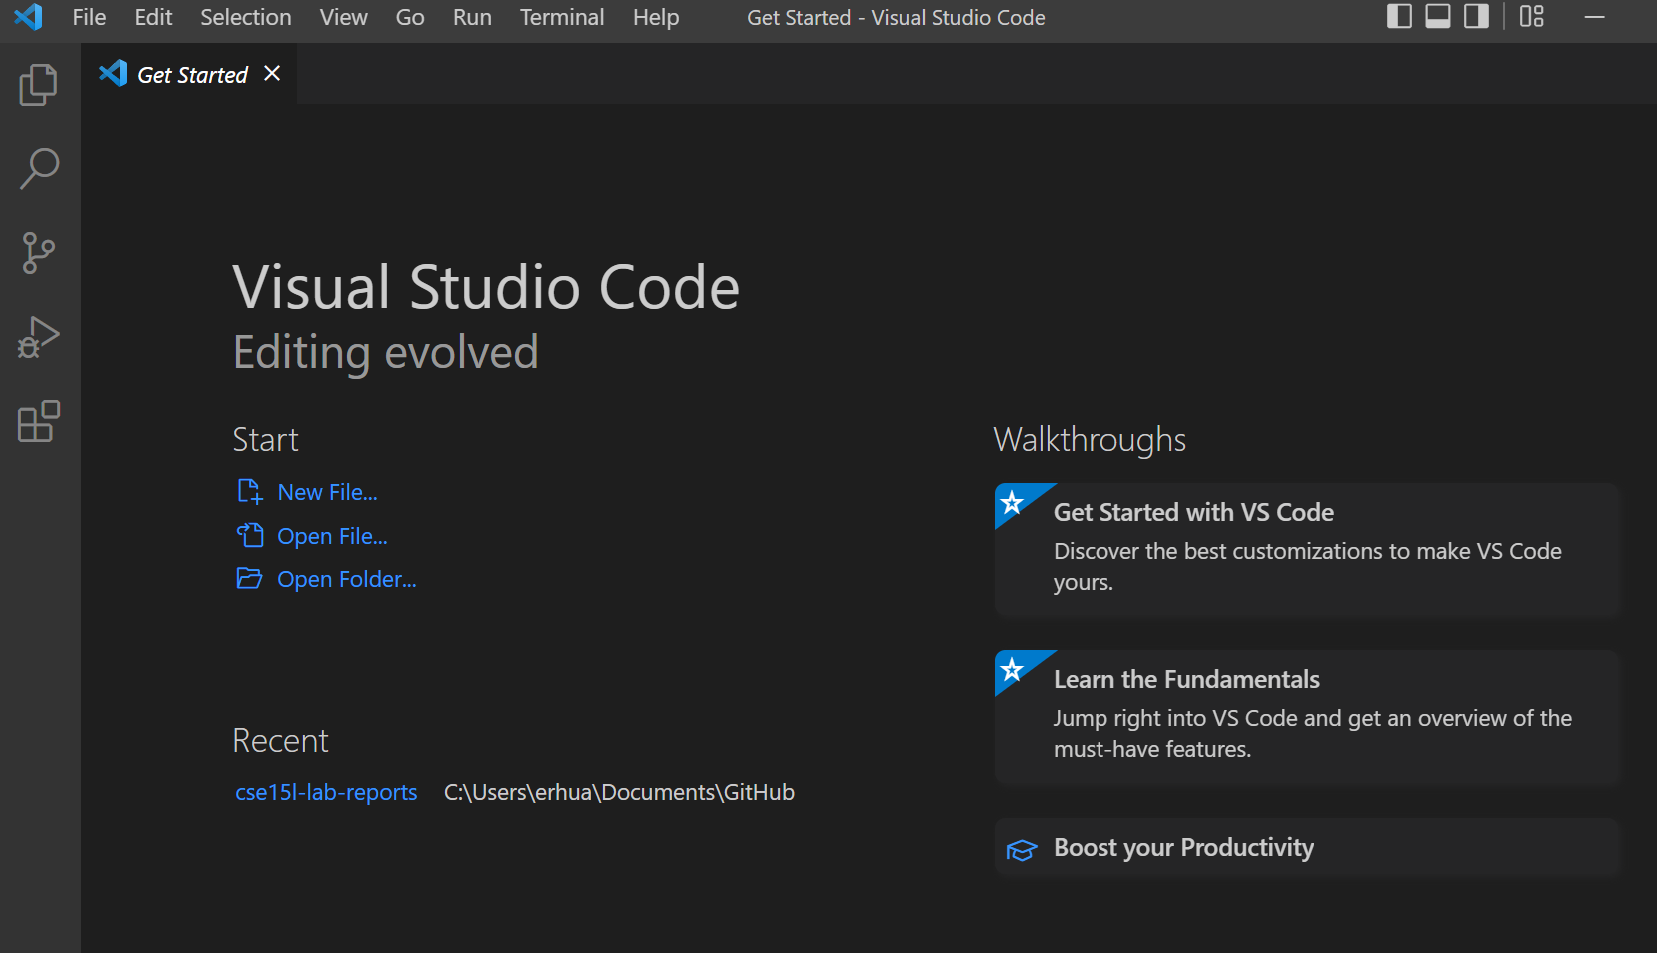 File Edit Selection View Go Run Terminal Help Get Started - Visual Studio Code
Get Started
Visual Studio Code
Editing evolved
Start
New File...
Open File...
Open Folder...
Recent
cse15l-lab-reports C:\Users\erhua\Documents\GitHub
Walkthroughs
Get Started with VS Code
Discover the best customizations to make VS Code
yours.
Learn the Fundamentals
Jump right into VS Code and get an overview of the
must-have features.
Boost your Productivity